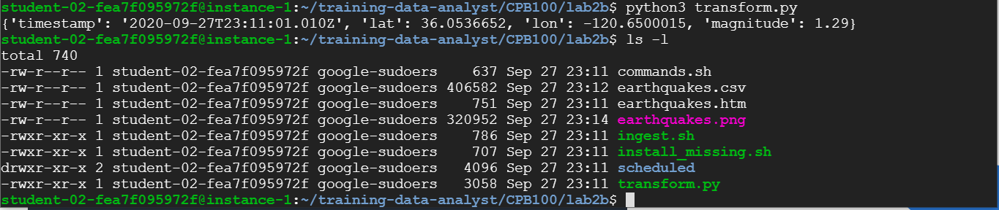 student-02-fea7f095972f@instance-1:~/training-data-analyst/CPB100/lab2b$ python3 transform.py
{'timestamp': '2020-09-27T23:11:01.010Z', 'lat': 36.0536652, 'lon': -120.6500015, 'magnitude': 1.29}
student-02-fea7f095972f@instance-1:~/training-data-analyst/CPB100/lab2b$ ls -l
total 740
-rw-r--r-- 1 student-02-fea7f095972f google-sudoers    637 Sep 27 23:11 commands.sh
-rw-r--r-- 1 student-02-fea7f095972f google-sudoers 406582 Sep 27 23:12 earthquakes.csv
-rw-r--r-- 1 student-02-fea7f095972f google-sudoers    751 Sep 27 23:11 earthquakes.htm
-rw-r--r-- 1 student-02-fea7f095972f google-sudoers 320952 Sep 27 23:14 earthquakes.png
-rwxr-xr-x 1 student-02-fea7f095972f google-sudoers    786 Sep 27 23:11 ingest.sh
-rwxr-xr-x 1 student-02-fea7f095972f google-sudoers    707 Sep 27 23:11 install_missing.sh
drwxr-xr-x 2 student-02-fea7f095972f google-sudoers   4096 Sep 27 23:11 scheduled
-rwxr-xr-x 1 student-02-fea7f095972f google-sudoers   3058 Sep 27 23:11 transform.py
student-02-fea7f095972f@instance-1:~/training-data-analyst/CPB100/lab2b$